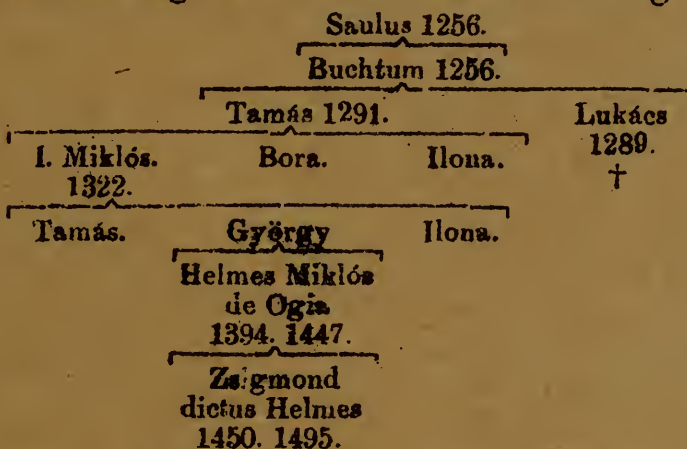 Saulus 1256.
Buchtum 1256.
Tamás 1291.
Lukács
1289.
†
I. Miklós. Bora. Ilona.
1322.
Tamás. György Ilona.
Helmes Miklós
de Ogia
1394. 1447.
Zsigmond
dictus Helmes
1450. 1495.